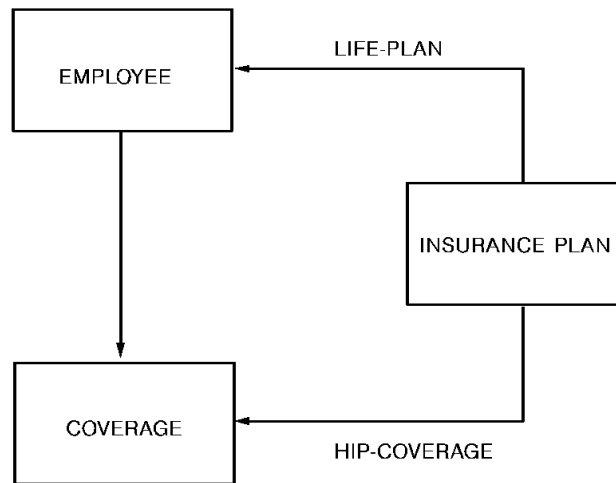 LIFE-PLAN
EMPLOYEE
INSURANCE PLAN
COVERAGE
HIP-COVERAGE